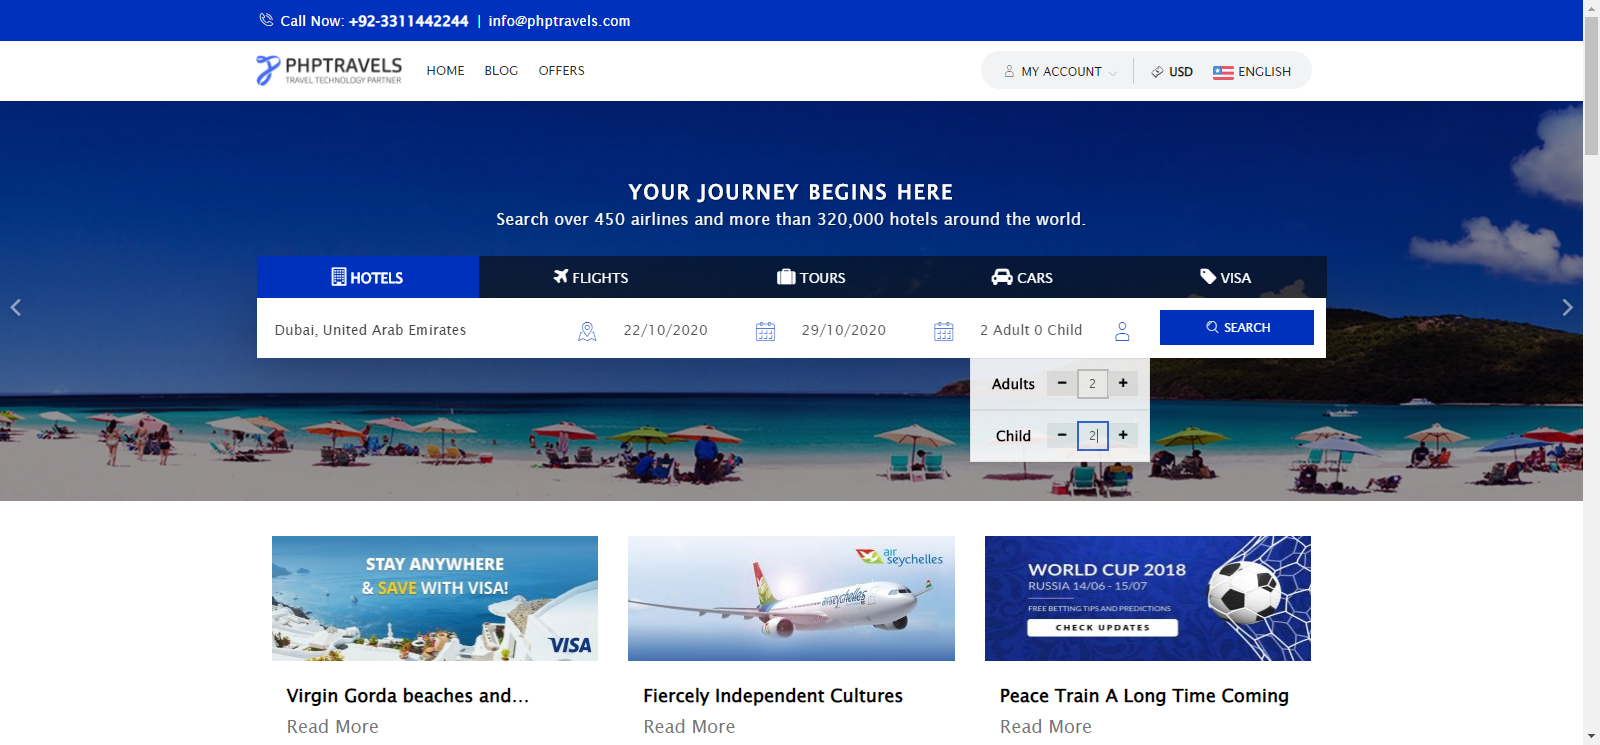 Call Now: +92-3311442244 | info@phptravels.com
PHPTRAVELS
TRAVEL TECHNOLOGY PARTNER
HOME BLOG OFFERS
MY ACCOUNT USD ENGLISH
YOUR JOURNEY BEGINS HERE
Search over 450 airlines and more than 320,000 hotels around the world.
HOTELS FLIGHTS TOURS CARS VISA
Dubai, United Arab Emirates 22/10/2020 29/10/2020 2 Adult 0 Child SEARCH
Adults − 2 +
Child − 2 +
STAY ANYWHERE
& SAVE WITH VISA!
VISA
air
seychelles
airseychelles
WORLD CUP 2018
RUSSIA 14/06 - 15/07
FREE BETTING TIPS AND PREDICTIONS
CHECK UPDATES
Virgin Gorda beaches and...
Read More
Fiercely Independent Cultures
Read More
Peace Train A Long Time Coming
Read More